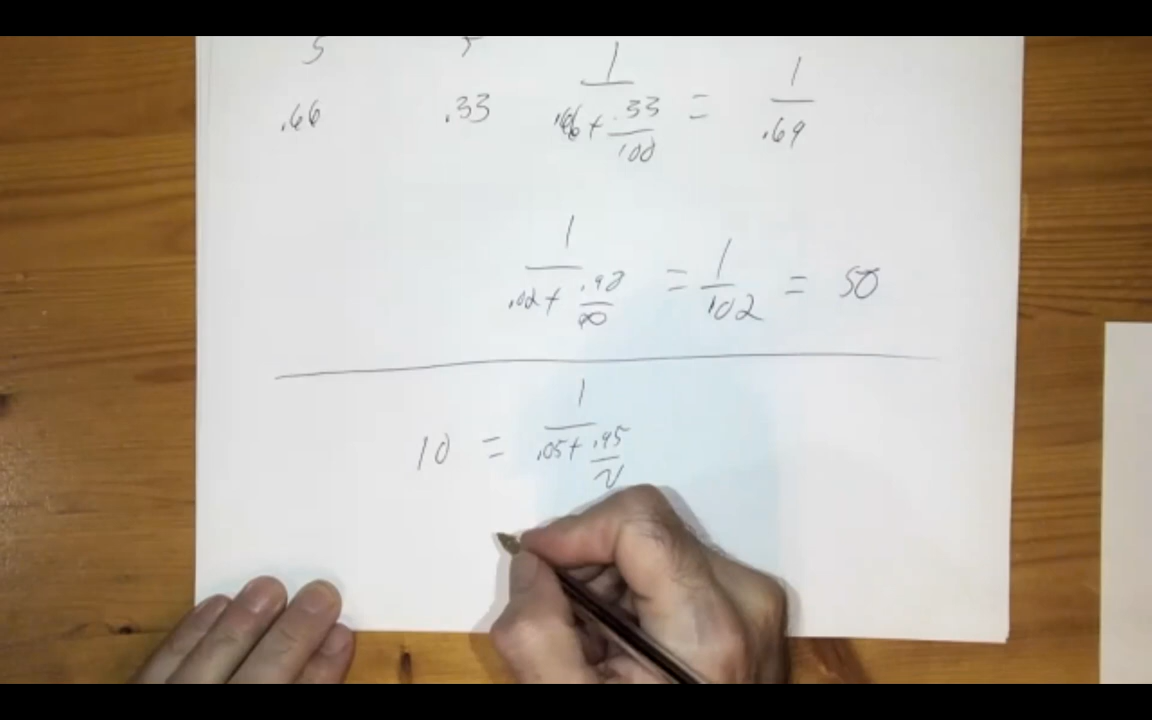 .66 .33 1/(.66 + .33/100) = 1/.69
1/(.02 + .98/∞) = 1/.02 = 50
10 = 1/(.05 + .95/N)